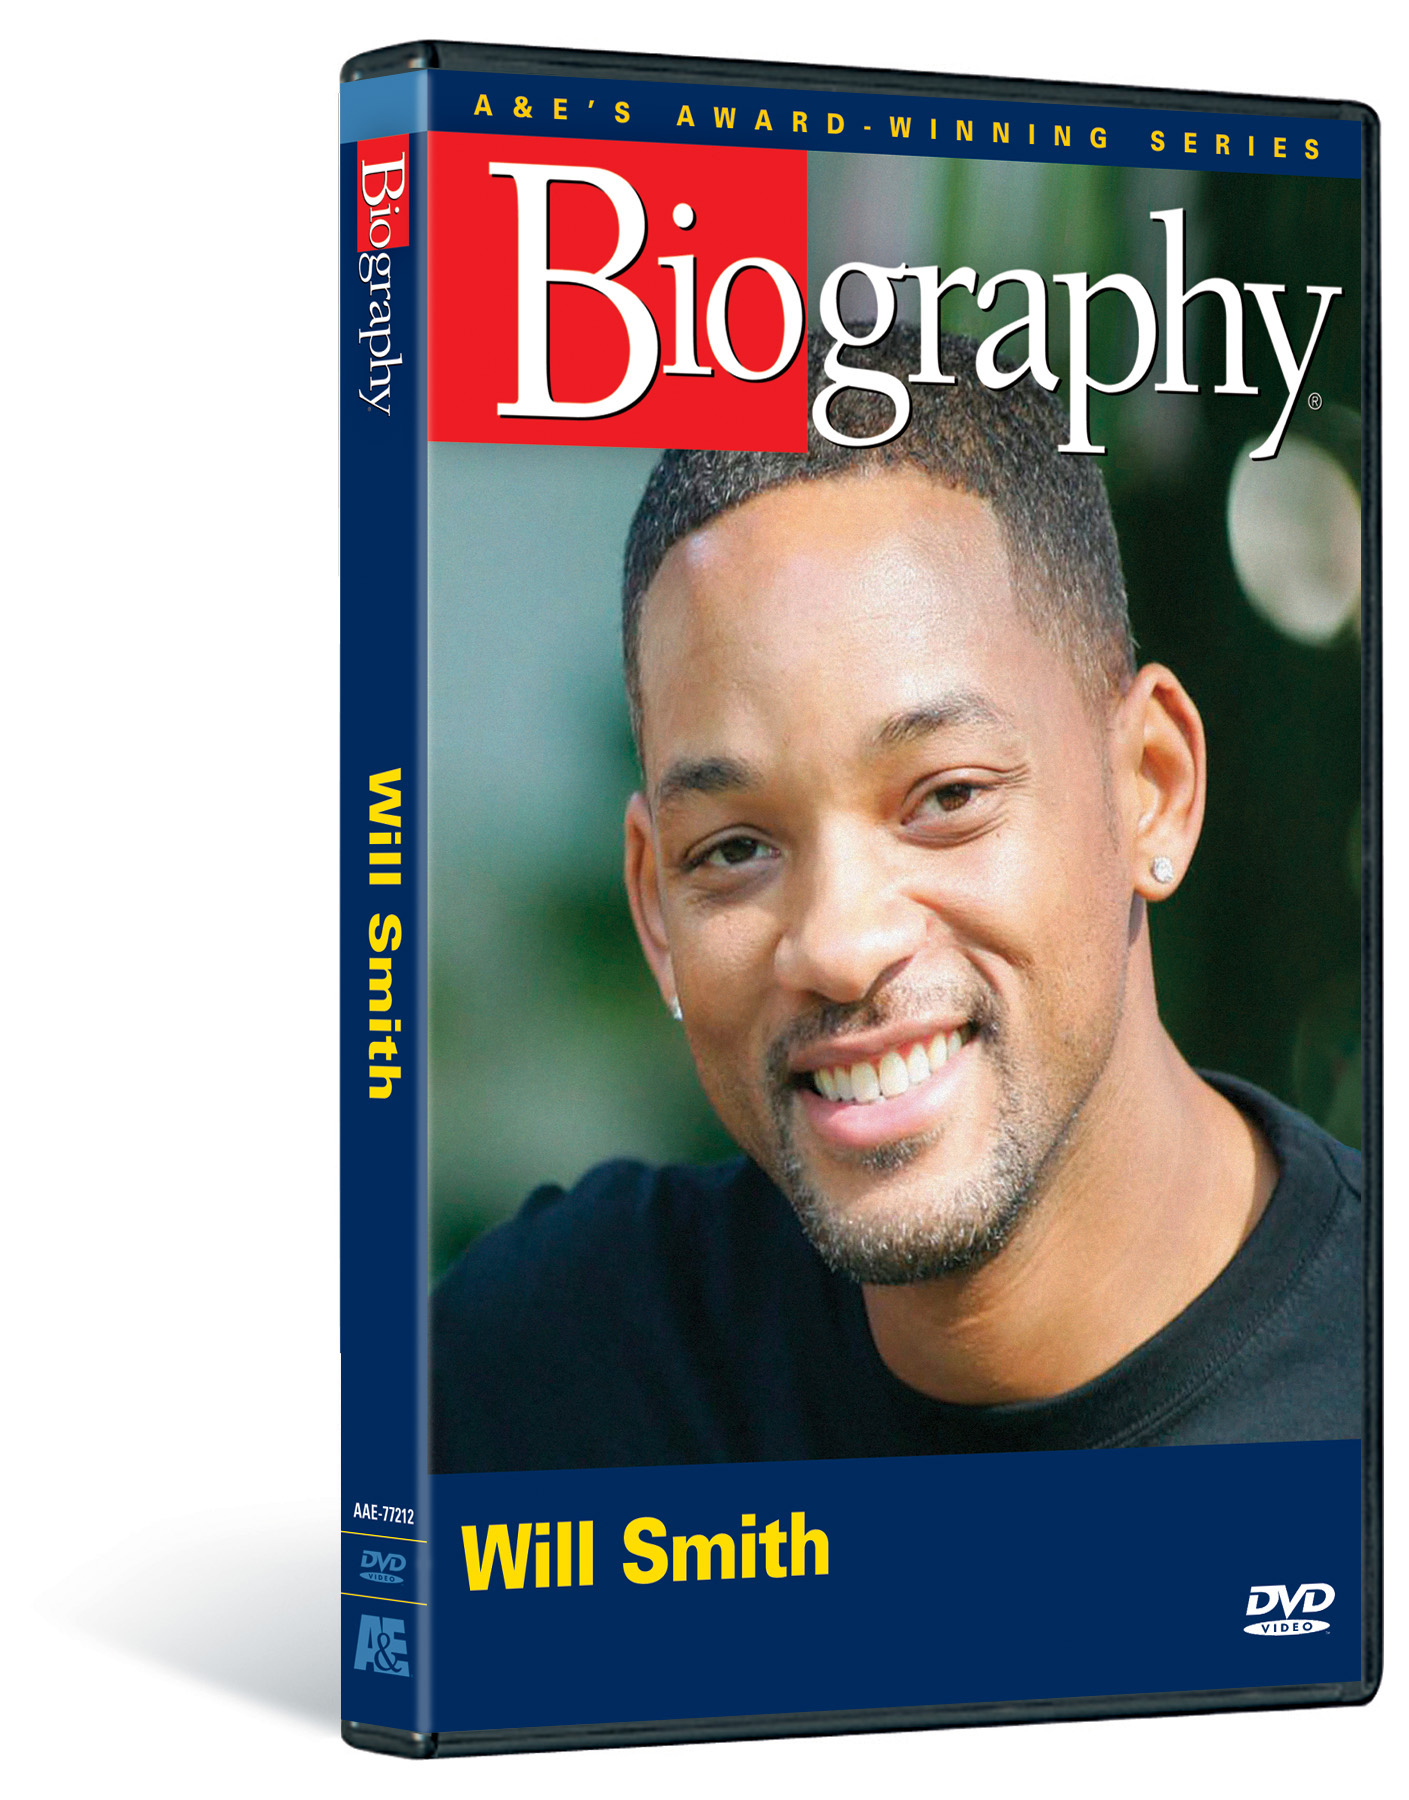 A & E ' S AWARD-WINNING SERIES
Biography®
Will Smith
DVD
VIDEO
Biography
Will Smith
AAE-77212
DVD
VIDEO
A&E